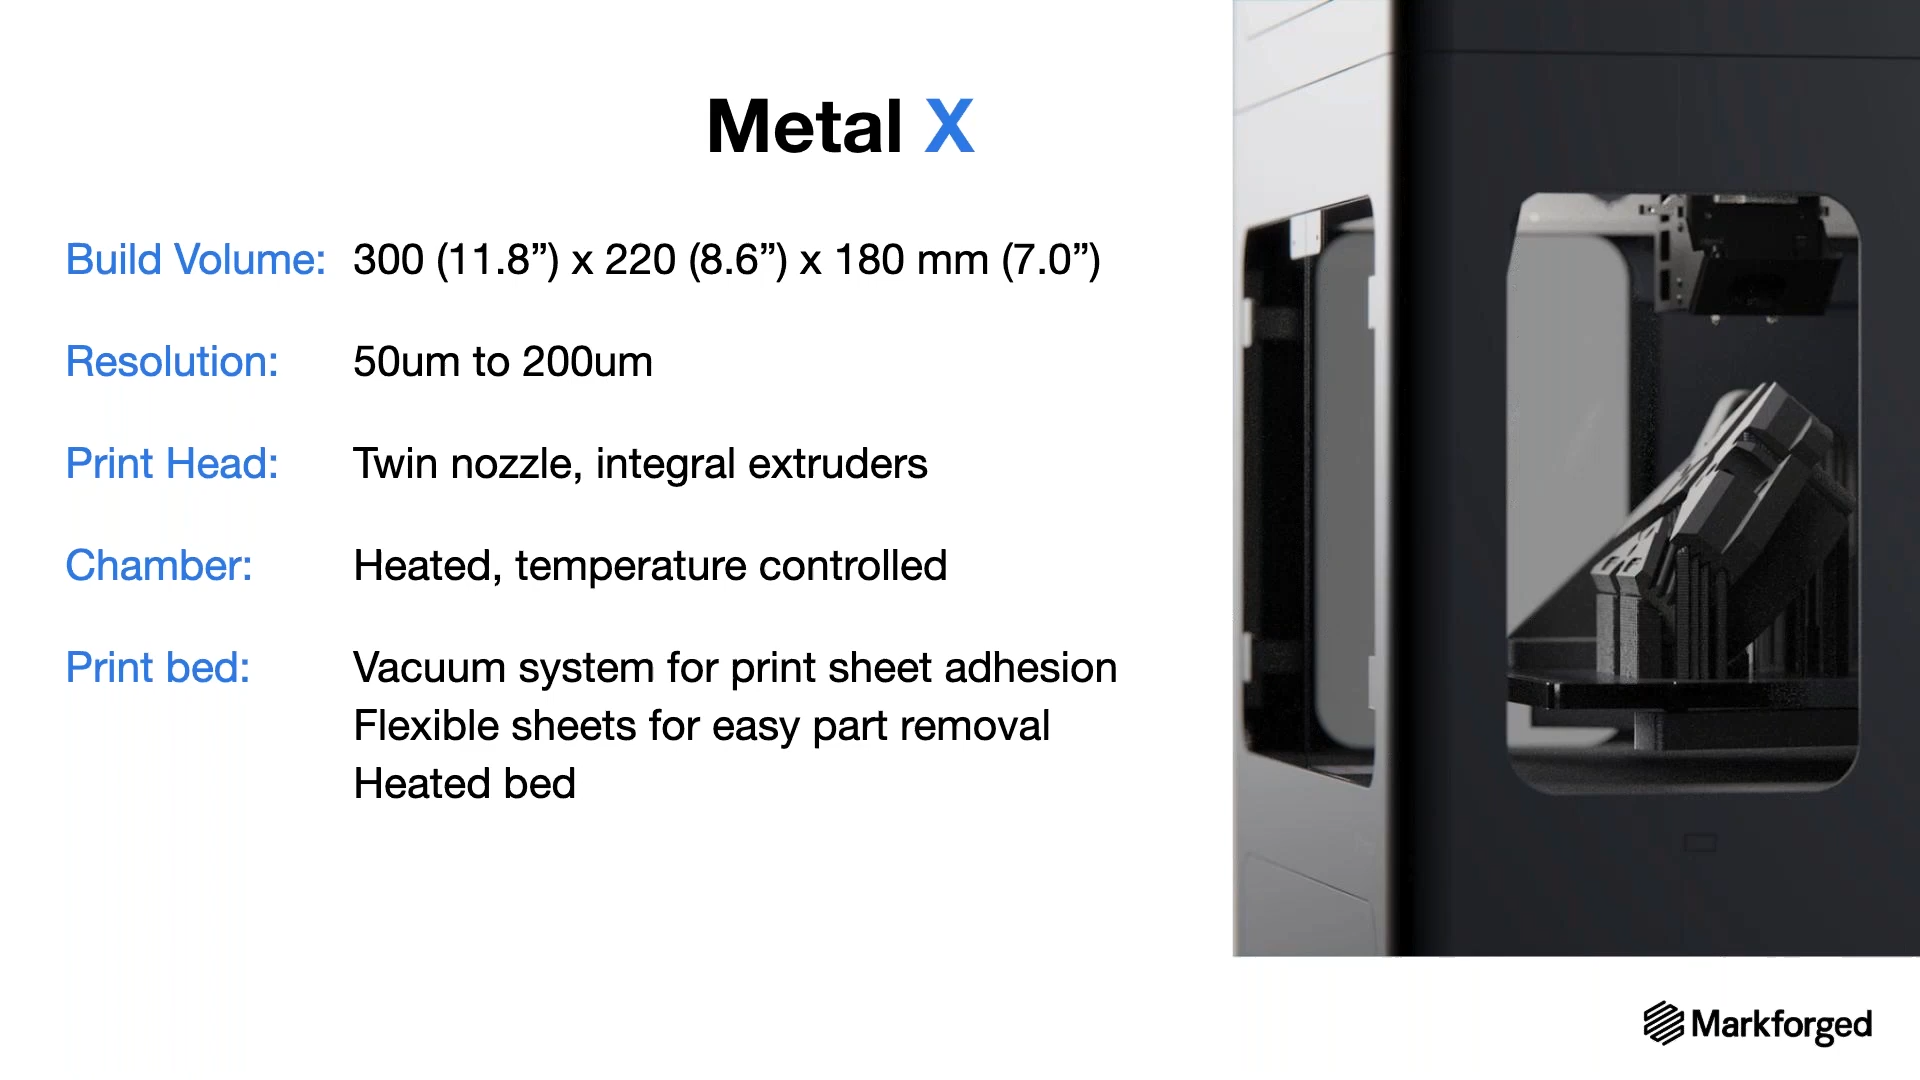 Metal X
Build Volume: 300 (11.8”) x 220 (8.6”) x 180 mm (7.0”)
Resolution: 50um to 200um
Print Head: Twin nozzle, integral extruders
Chamber: Heated, temperature controlled
Print bed: Vacuum system for print sheet adhesion
Flexible sheets for easy part removal
Heated bed
Markforged